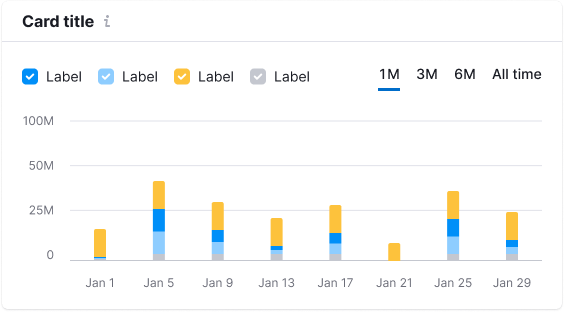 Card title i
Label Label Label Label 1M 3M 6M All time
100M
50M
25M
0
Jan 1 Jan 5 Jan 9 Jan 13 Jan 17 Jan 21 Jan 25 Jan 29